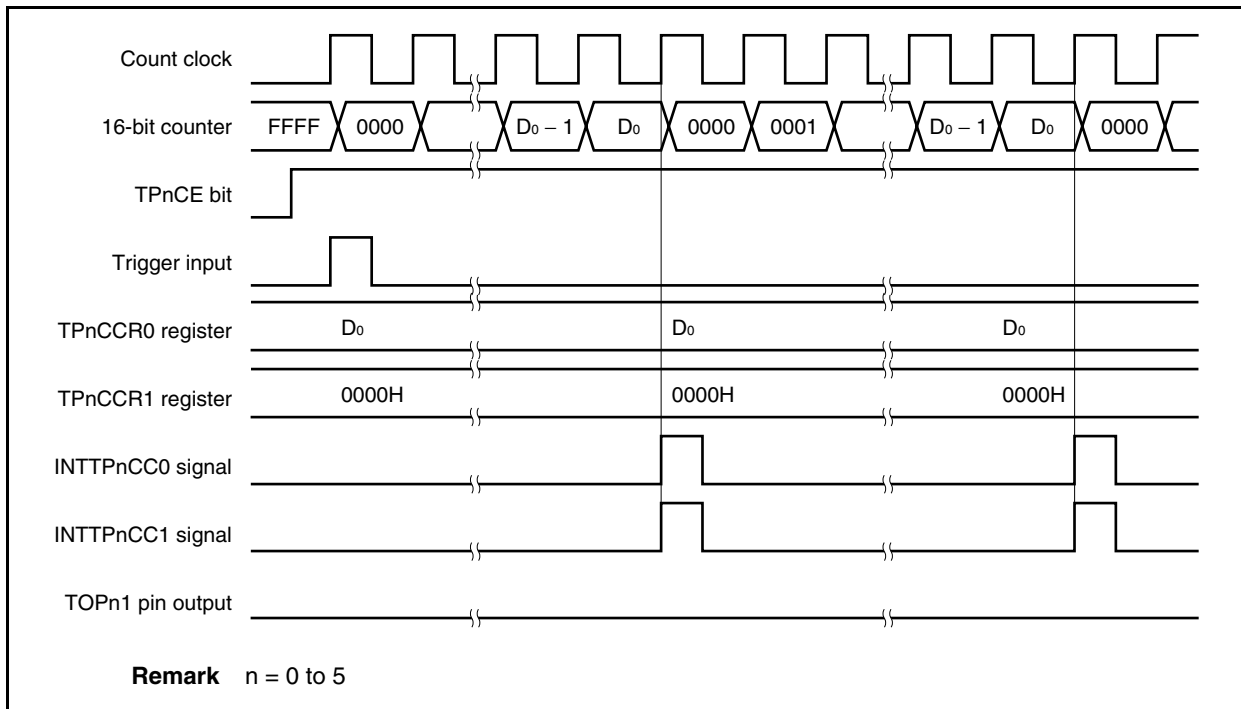 Count clock
16-bit counter FFFF 0000 D₀ – 1 D₀ 0000 0001 D₀ – 1 D₀ 0000
TPnCE bit
Trigger input
TPnCCR0 register D₀ D₀ D₀
TPnCCR1 register 0000H 0000H 0000H
INTTPnCC0 signal
INTTPnCC1 signal
TOPn1 pin output
Remark n = 0 to 5